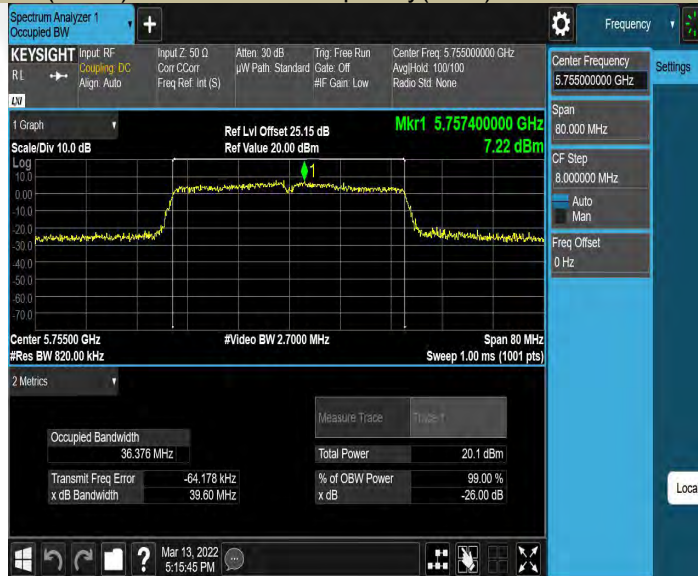 Spectrum Analyzer 1
Occupied BW
Frequency
KEYSIGHT
Input: RF
Coupling: DC
Align: Auto
Input Z: 50 Ω
Corr CCorr
Freq Ref: Int (S)
Atten: 30 dB
µW Path: Standard
Trig: Free Run
Gate: Off
#IF Gain: Low
Center Freq: 5.755000000 GHz
Avg|Hold: 100/100
Radio Std: None
R L
LXI
Center Frequency
5.755000000 GHz
Settings
Span
80.000 MHz
CF Step
8.000000 MHz
Auto
Man
Freq Offset
0 Hz
1 Graph
Scale/Div 10.0 dB
Ref Lvl Offset 25.15 dB
Ref Value 20.00 dBm
Mkr1 5.757400000 GHz
7.22 dBm
Log
10.0
0.00
-10.0
-20.0
-30.0
-40.0
-50.0
-60.0
-70.0
1
Center 5.75500 GHz
#Res BW 820.00 kHz
#Video BW 2.7000 MHz
Span 80 MHz
Sweep 1.00 ms (1001 pts)
2 Metrics
Measure Trace
Trace 1
Occupied Bandwidth
36.376 MHz
Total Power
20.1 dBm
Transmit Freq Error
-64.178 kHz
% of OBW Power
99.00 %
x dB Bandwidth
39.60 MHz
x dB
-26.00 dB
Loca
?
Mar 13, 2022
5:15:45 PM